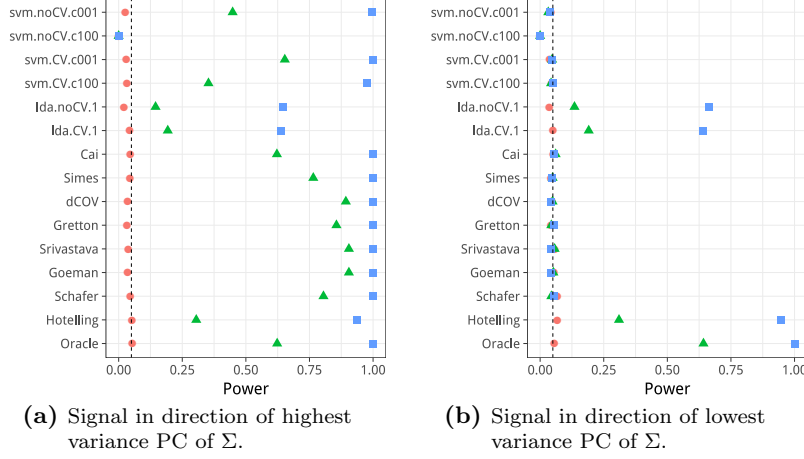 svm.noCV.c001
svm.noCV.c100
svm.CV.c001
svm.CV.c100
lda.noCV.1
lda.CV.1
Cai
Simes
dCOV
Gretton
Srivastava
Goeman
Schafer
Hotelling
Oracle
0.00 0.25 0.50 0.75 1.00
Power
(a) Signal in direction of highest
variance PC of Σ.
svm.noCV.c001
svm.noCV.c100
svm.CV.c001
svm.CV.c100
lda.noCV.1
lda.CV.1
Cai
Simes
dCOV
Gretton
Srivastava
Goeman
Schafer
Hotelling
Oracle
0.00 0.25 0.50 0.75 1.00
Power
(b) Signal in direction of lowest
variance PC of Σ.